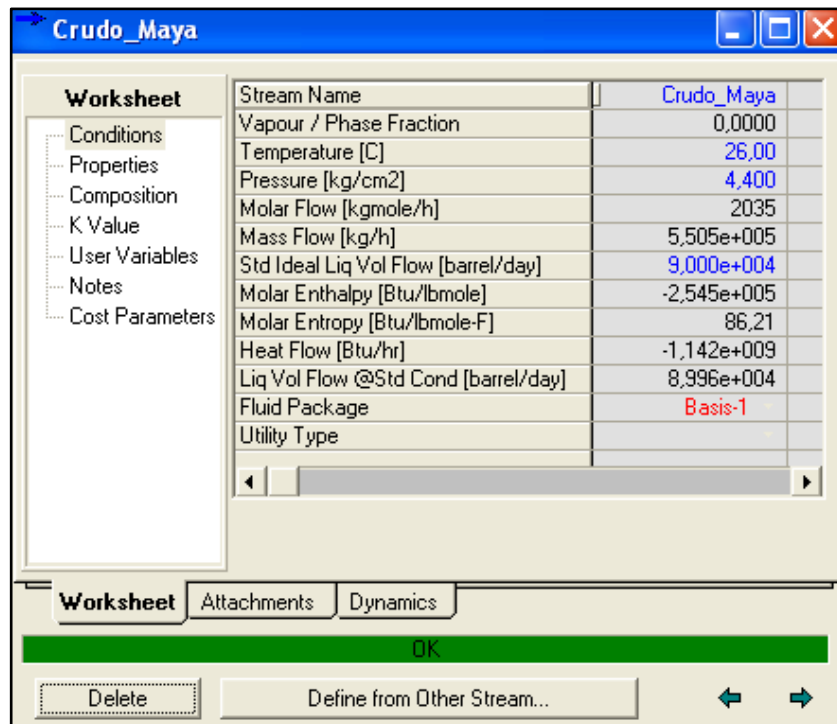 Crudo_Maya
Worksheet
Conditions
Properties
Composition
K Value
User Variables
Notes
Cost Parameters
Stream Name Crudo_Maya
Vapour / Phase Fraction 0,0000
Temperature [C] 26,00
Pressure [kg/cm2] 4,400
Molar Flow [kgmole/h] 2035
Mass Flow [kg/h] 5,505e+005
Std Ideal Liq Vol Flow [barrel/day] 9,000e+004
Molar Enthalpy [Btu/lbmole] -2,545e+005
Molar Entropy [Btu/lbmole-F] 86,21
Heat Flow [Btu/hr] -1,142e+009
Liq Vol Flow @Std Cond [barrel/day] 8,996e+004
Fluid Package Basis-1
Utility Type
Worksheet Attachments Dynamics
OK
Delete Define from Other Stream...